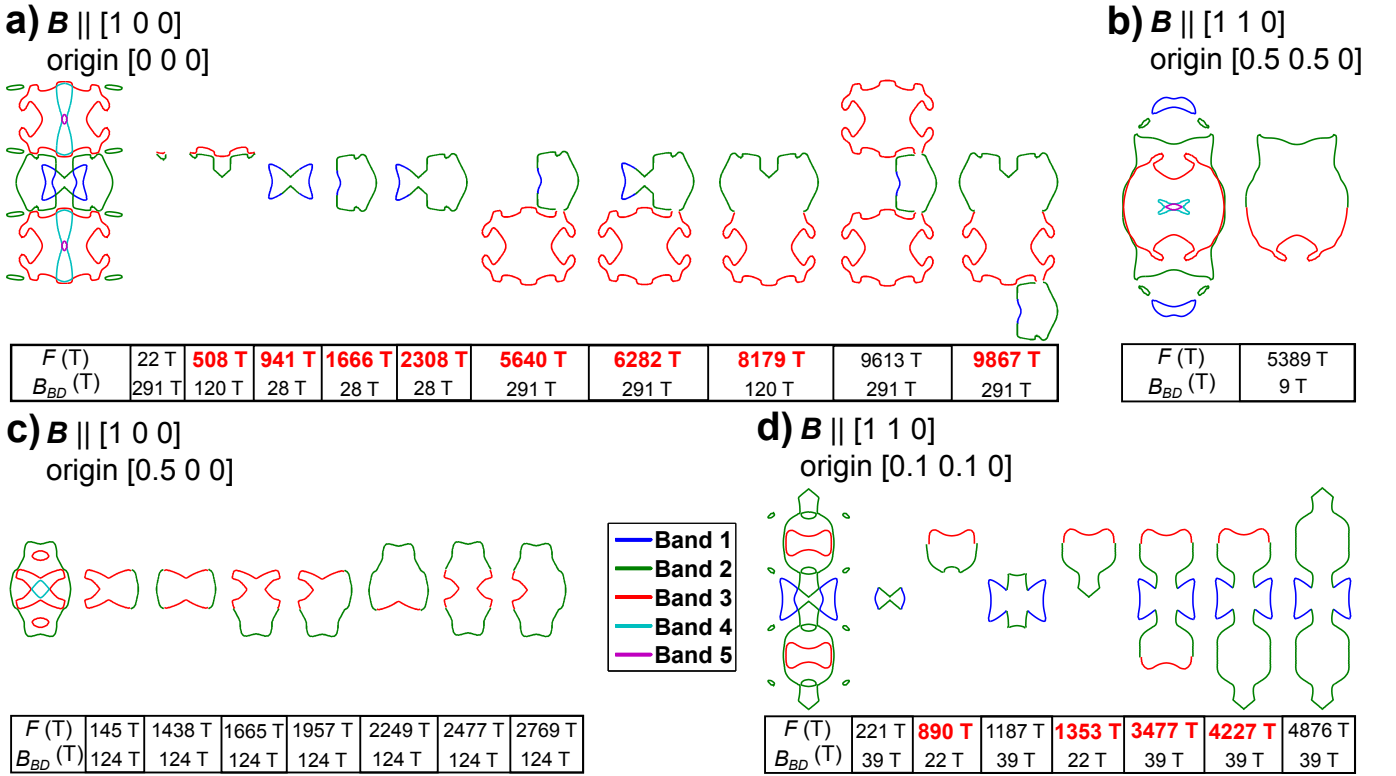 a) B || [1 0 0]
origin [0 0 0]
b) B || [1 1 0]
origin [0.5 0.5 0]
F (T) 22 T 508 T 941 T 1666 T 2308 T 5640 T 6282 T 8179 T 9613 T 9867 T
B_BD (T) 291 T 120 T 28 T 28 T 28 T 291 T 291 T 120 T 291 T 291 T
F (T) 5389 T
B_BD (T) 9 T
c) B || [1 0 0]
origin [0.5 0 0]
d) B || [1 1 0]
origin [0.1 0.1 0]
Band 1
Band 2
Band 3
Band 4
Band 5
F (T) 145 T 1438 T 1665 T 1957 T 2249 T 2477 T 2769 T
B_BD (T) 124 T 124 T 124 T 124 T 124 T 124 T 124 T
F (T) 221 T 890 T 1187 T 1353 T 3477 T 4227 T 4876 T
B_BD (T) 39 T 22 T 39 T 22 T 39 T 39 T 39 T